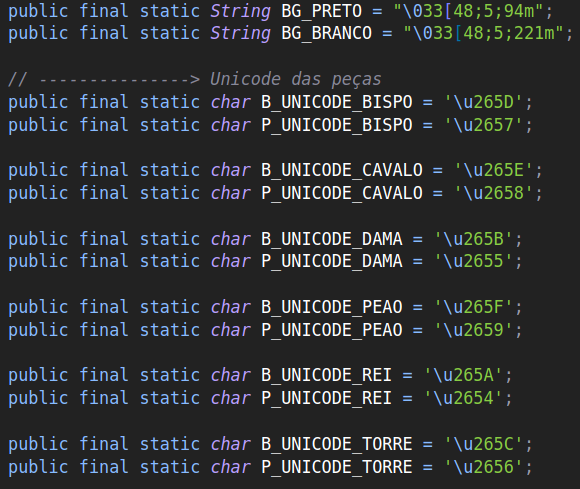 public final static String BG_PRETO = "\033[48;5;94m";
public final static String BG_BRANCO = "\033[48;5;221m";
// ---------------> Unicode das peças
public final static char B_UNICODE_BISPO = '\u265D';
public final static char P_UNICODE_BISPO = '\u2657';
public final static char B_UNICODE_CAVALO = '\u265E';
public final static char P_UNICODE_CAVALO = '\u2658';
public final static char B_UNICODE_DAMA = '\u265B';
public final static char P_UNICODE_DAMA = '\u2655';
public final static char B_UNICODE_PEAO = '\u265F';
public final static char P_UNICODE_PEAO = '\u2659';
public final static char B_UNICODE_REI = '\u265A';
public final static char P_UNICODE_REI = '\u2654';
public final static char B_UNICODE_TORRE = '\u265C';
public final static char P_UNICODE_TORRE = '\u2656';